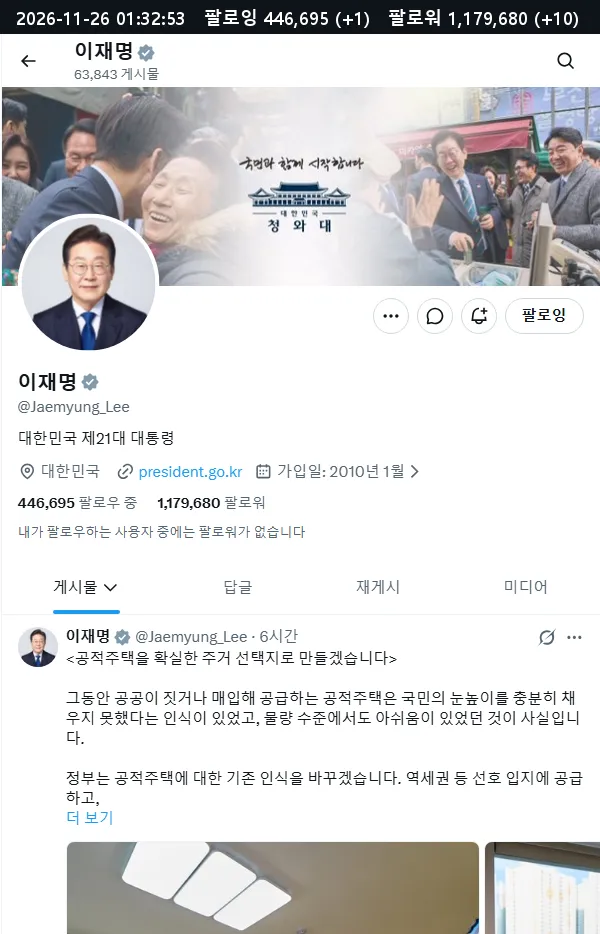 2026-11-26 01:32:53 팔로잉 446,695 (+1) 팔로워 1,179,680 (+10)
이재명
63,843 게시물
국민과 함께 시작합니다
대한민국
청와대
팔로잉
이재명
@Jaemyung_Lee
대한민국 제21대 대통령
대한민국 president.go.kr 가입일: 2010년 1월
446,695 팔로우 중 1,179,680 팔로워
내가 팔로우하는 사용자 중에는 팔로워가 없습니다
게시물 답글 재게시 미디어
이재명 @Jaemyung_Lee · 6시간
<공적주택을 확실한 주거 선택지로 만들겠습니다>
그동안 공공이 짓거나 매입해 공급하는 공적주택은 국민의 눈높이를 충분히 채
우지 못했다는 인식이 있었고, 물량 수준에서도 아쉬움이 있었던 것이 사실입니
다.
정부는 공적주택에 대한 기존 인식을 바꾸겠습니다. 역세권 등 선호 입지에 공급
하고,
더 보기